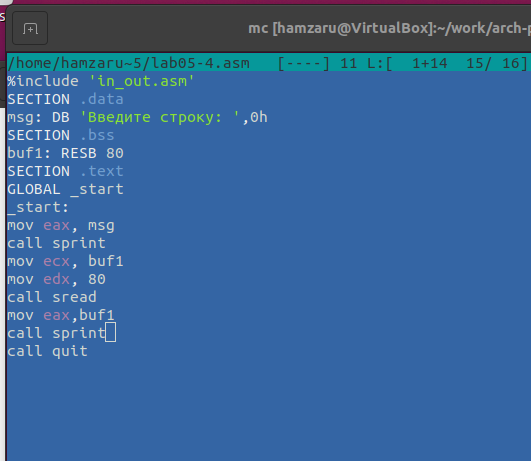 mc [hamzaru@VirtualBox]:~/work/arch-p
/home/hamzaru~5/lab05-4.asm [----] 11 L:[ 1+14 15/ 16]
%include 'in_out.asm'
SECTION .data
msg: DB 'Введите строку: ',0h
SECTION .bss
buf1: RESB 80
SECTION .text
GLOBAL _start
_start:
mov eax, msg
call sprint
mov ecx, buf1
mov edx, 80
call sread
mov eax,buf1
call sprint
call quit